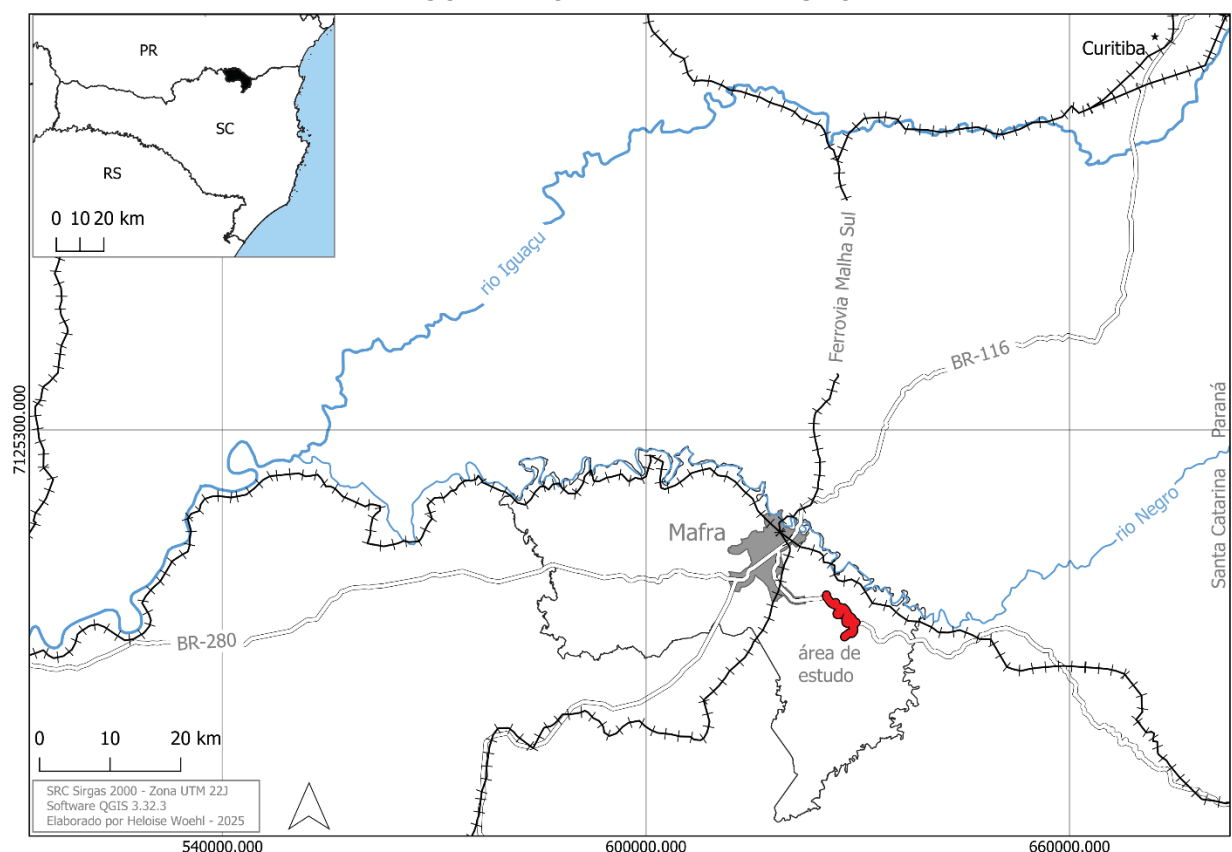 PR
SC
RS
0 10 20 km
Curitiba
rio Iguaçu
Ferrovia Malha Sul
BR-116
7125300.000
Santa Catarina Paraná
rio Negro
Mafra
BR-280
área de
estudo
0 10 20 km
SRC Sirgas 2000 - Zona UTM 22J
Software QGIS 3.32.3
Elaborado por Heloise Woehl - 2025
540000.000 600000.000 660000.000